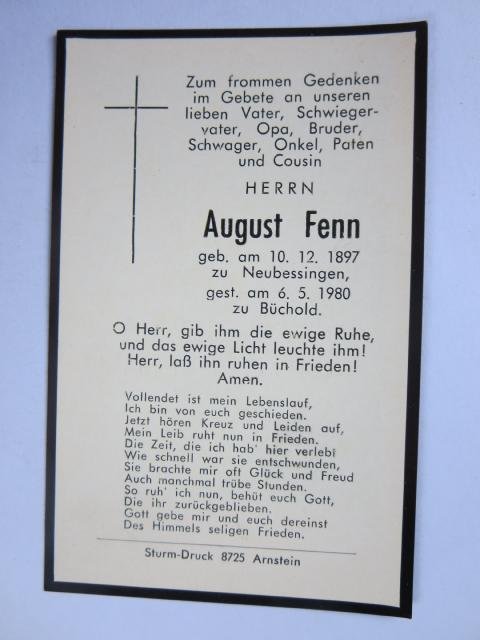 Zum frommen Gedenken
im Gebete an unseren
lieben Vater, Schwieger-
vater, Opa, Bruder,
Schwager, Onkel, Paten
und Cousin
HERRN
August Fenn
geb. am 10. 12. 1897
zu Neubessingen,
gest. am 6. 5. 1980
zu Büchold.
O Herr, gib ihm die ewige Ruhe,
und das ewige Licht leuchte ihm!
Herr, laß ihn ruhen in Frieden!
Amen.
Vollendet ist mein Lebenslauf,
Ich bin von euch geschieden.
Jetzt hören Kreuz und Leiden auf,
Mein Leib ruht nun in Frieden.
Die Zeit, die ich hab' hier verlebt
Wie schnell war sie entschwunden,
Sie brachte mir oft Glück und Freud
Auch manchmal trübe Stunden.
So ruh' ich nun, behüt euch Gott,
Die ihr zurückgeblieben.
Gott gebe mir und euch dereinst
Des Himmels seligen Frieden.
Sturm-Druck 8725 Arnstein